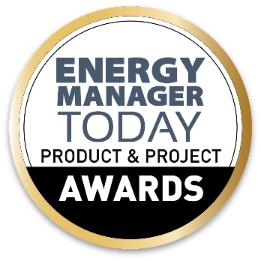 ENERGY
MANAGER
TODAY
PRODUCT & PROJECT
AWARDS